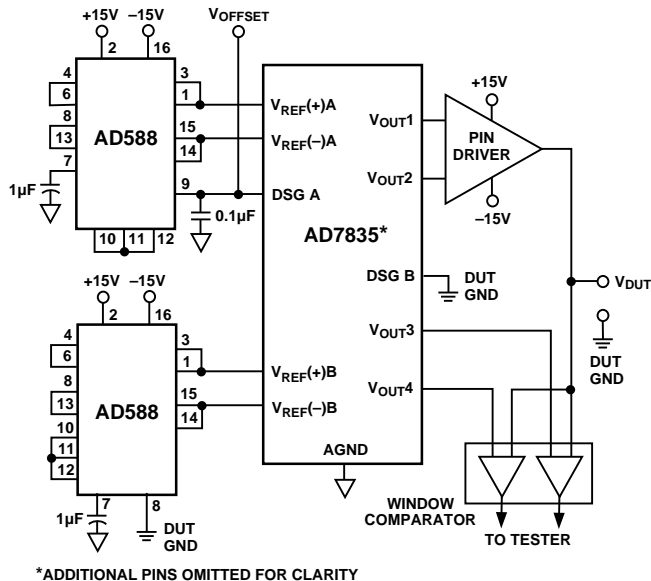 +15V –15V
VOFFSET
2 16
4 3
6 1
8 15
13 14
7 9
AD588
1µF
10 11 12
0.1µF
VREF(+)A
VREF(–)A
DSG A
AD7835*
VOUT1
VOUT2
+15V
PIN
DRIVER
–15V
DSG B
DUT
GND
VDUT
DUT
GND
VOUT3
VOUT4
+15V –15V
2 16
4 3
6 1
8 15
13 14
10
11
12
AD588
7 8
1µF
DUT
GND
VREF(+)B
VREF(–)B
AGND
WINDOW
COMPARATOR
TO TESTER
*ADDITIONAL PINS OMITTED FOR CLARITY